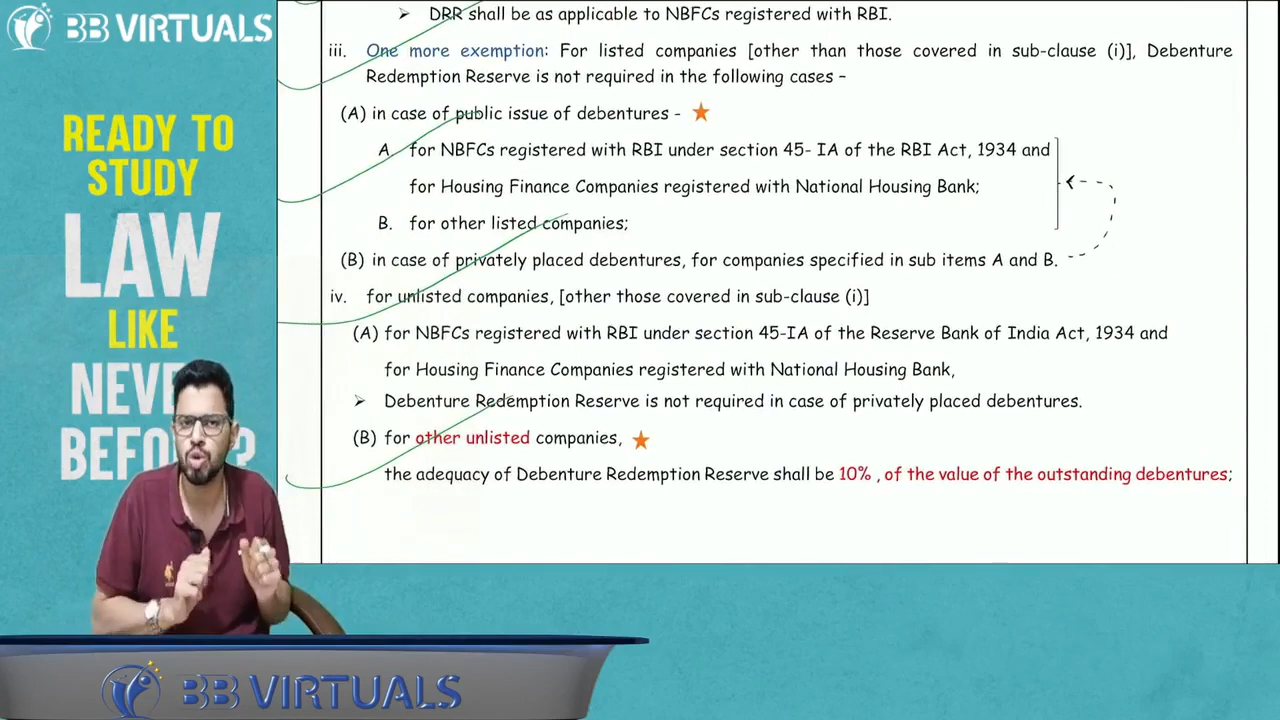 BB VIRTUALS
READY TO
STUDY
LAW
LIKE
DRR shall be as applicable to NBFCs registered with RBI.
iii. One more exemption: For listed companies [other than those covered in sub-clause (i)], Debenture
Redemption Reserve is not required in the following cases –
(A) in case of public issue of debentures -
A. for NBFCs registered with RBI under section 45- IA of the RBI Act, 1934 and
for Housing Finance Companies registered with National Housing Bank;
B. for other listed companies;
(B) in case of privately placed debentures, for companies specified in sub items A and B.
iv. for unlisted companies, [other those covered in sub-clause (i)]
(A) for NBFCs registered with RBI under section 45-IA of the Reserve Bank of India Act, 1934 and
for Housing Finance Companies registered with National Housing Bank,
Debenture Redemption Reserve is not required in case of privately placed debentures.
(B) for other unlisted companies,
the adequacy of Debenture Redemption Reserve shall be 10% , of the value of the outstanding debentures;
BB VIRTUALS